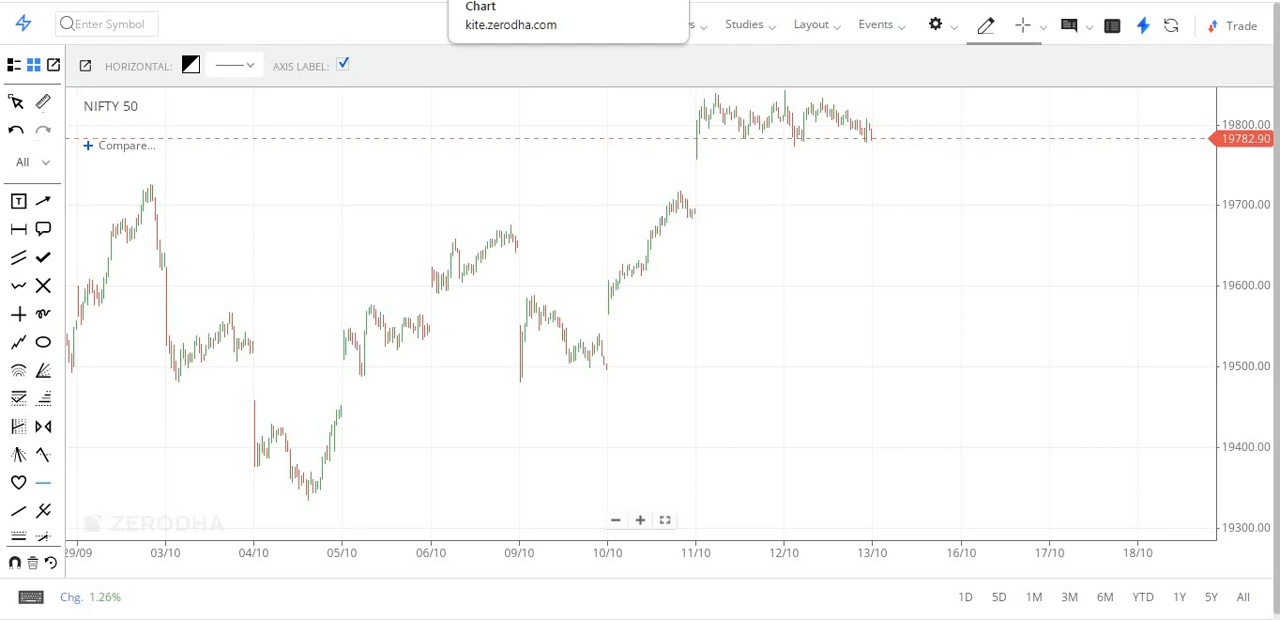 Chart
kite.zerodha.com
Enter Symbol
Studies
Layout
Events
Trade
HORIZONTAL:
AXIS LABEL:
All
NIFTY 50
Compare...
19800.00
19782.90
19700.00
19600.00
19500.00
19400.00
19300.00
ZERODHA
29/09 03/10 04/10 05/10 06/10 09/10 10/10 11/10 12/10 13/10 16/10 17/10 18/10
Chg. 1.26%
1D 5D 1M 3M 6M YTD 1Y 5Y All